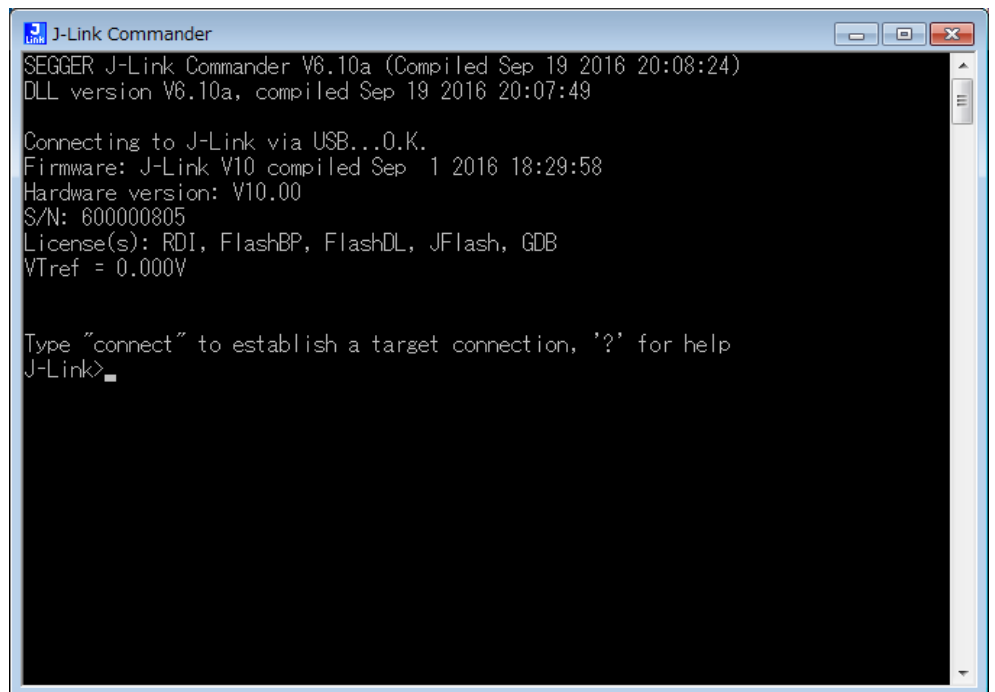 J-Link Commander
SEGGER J-Link Commander V6.10a (Compiled Sep 19 2016 20:08:24)
DLL version V6.10a, compiled Sep 19 2016 20:07:49
Connecting to J-Link via USB...O.K.
Firmware: J-Link V10 compiled Sep  1 2016 18:29:58
Hardware version: V10.00
S/N: 600000805
License(s): RDI, FlashBP, FlashDL, JFlash, GDB
VTref = 0.000V
Type "connect" to establish a target connection, '?' for help
J-Link>_